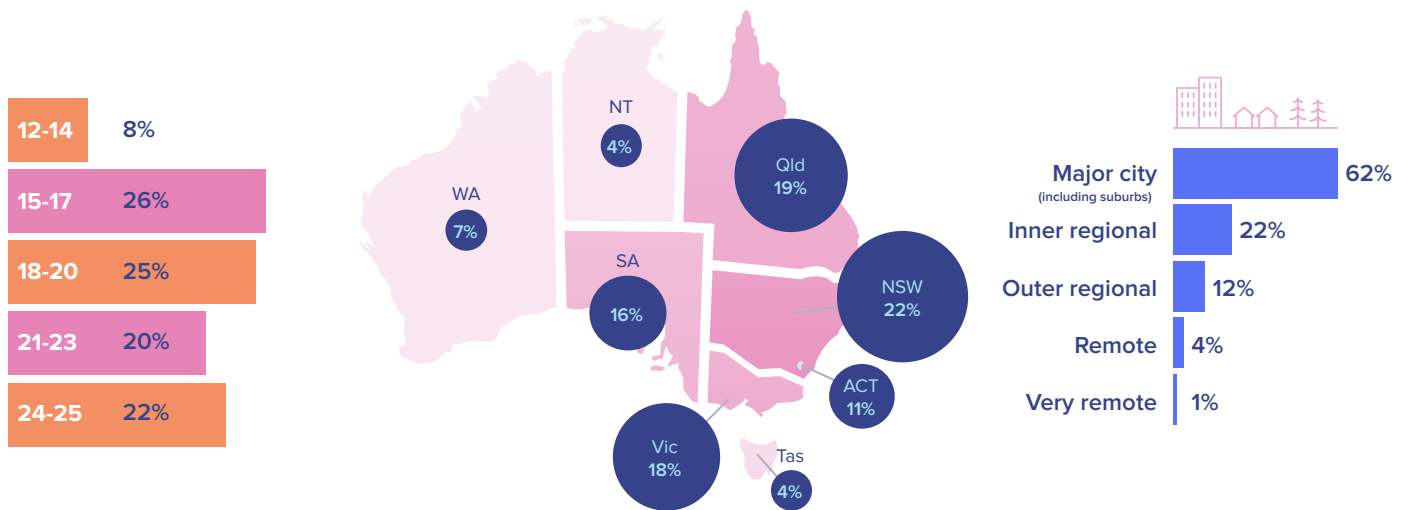 12-14 8%
15-17 26%
18-20 25%
21-23 20%
24-25 22%
NT
4%
WA
7%
Qld
19%
SA
16%
NSW
22%
ACT
11%
Vic
18%
Tas
4%
Major city 62%
(including suburbs)
Inner regional 22%
Outer regional 12%
Remote 4%
Very remote 1%